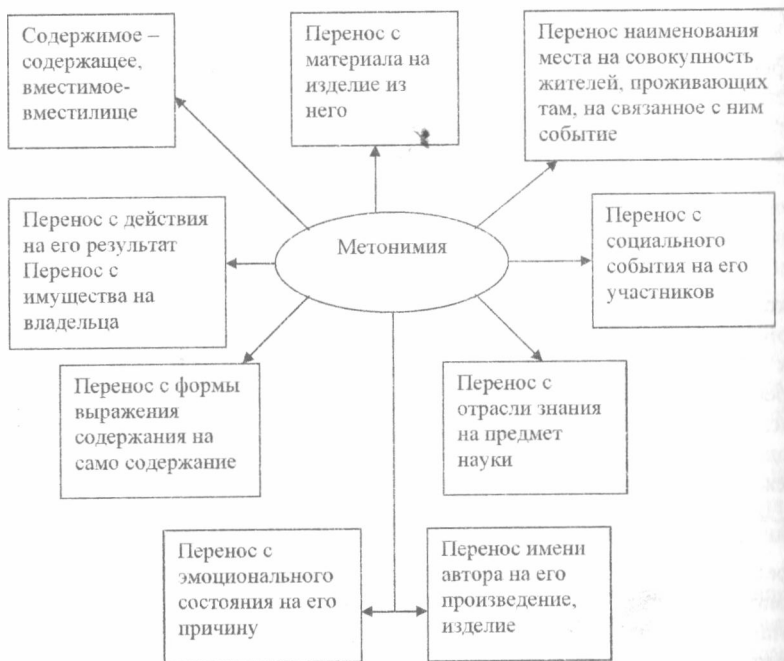 Содержимое –
содержащее,
вместимое-
вместилище
Перенос с
материала на
изделие из
него
Перенос наименования
места на совокупность
жителей, проживающих
там, на связанное с ним
событие
Перенос с действия
на его результат
Перенос с
имущества на
владельца
Метонимия
Перенос с
социального
события на его
участников
Перенос с формы
выражения
содержания на
само содержание
Перенос с
отрасли знания
на предмет
науки
Перенос с
эмоционального
состояния на его
причину
Перенос имени
автора на его
произведение,
изделие